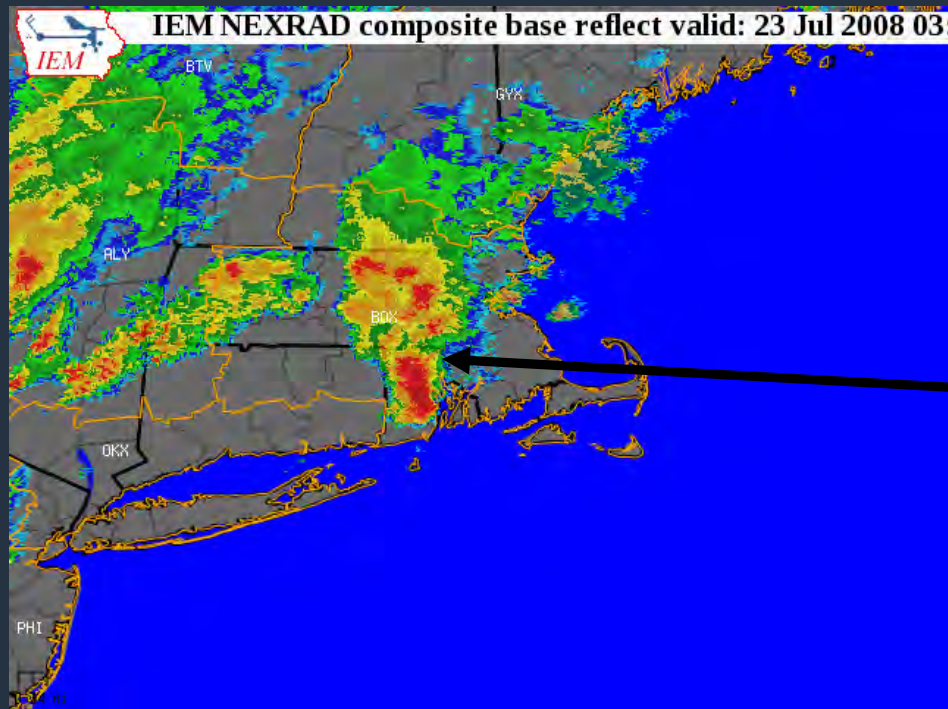 IEM NEXRAD composite base reflect valid: 23 Jul 2008 03
IEM
BTV
GYX
ALY
BOX
OKX
PHI